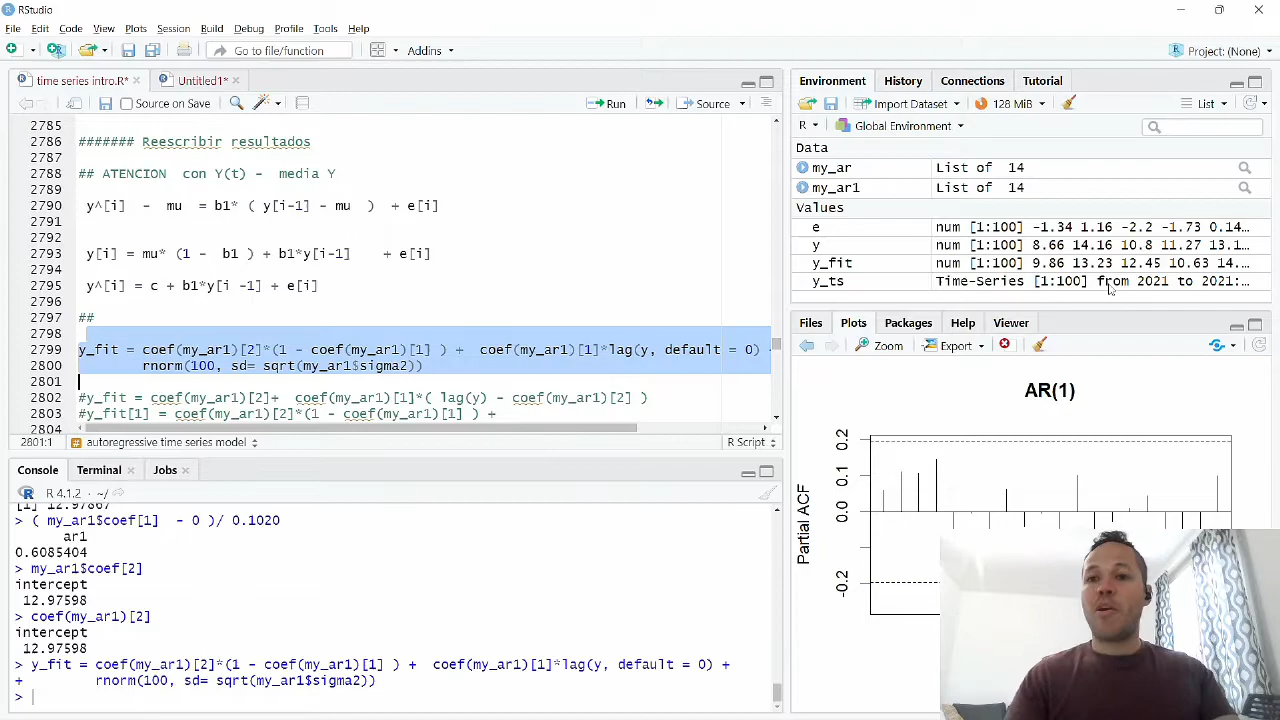 RStudio
File Edit Code View Plots Session Build Debug Profile Tools Help
Go to file/function Addins Project: (None)
time series intro.R* Untitled1*
Source on Save Run Source
2785
2786 ####### Reescribir resultados
2787
2788 ## ATENCION con Y(t) - media Y
2789
2790 y^[i] - mu = b1* ( y[i-1] - mu ) + e[i]
2791
2792
2793 y[i] = mu* (1 - b1 ) + b1*y[i-1] + e[i]
2794
2795 y^[i] = c + b1*y[i -1] + e[i]
2796
2797 ##
2798
2799 y_fit = coef(my_ar1)[2]*(1 - coef(my_ar1)[1] ) + coef(my_ar1)[1]*lag(y, default = 0)
2800 rnorm(100, sd= sqrt(my_ar1$sigma2))
2801
2802 #y_fit = coef(my_ar1)[2]+ coef(my_ar1)[1]*( lag(y) - coef(my_ar1)[2] )
2803 #y_fit[1] = coef(my_ar1)[2]*(1 - coef(my_ar1)[1] ) +
2804
2801:1 autoregressive time series model R Script
Console Terminal Jobs
R 4.1.2 · ~/
[1] 12.97867
> ( my_ar1$coef[1] - 0 )/ 0.1020
ar1
0.6085404
> my_ar1$coef[2]
intercept
12.97598
> coef(my_ar1)[2]
intercept
12.97598
> y_fit = coef(my_ar1)[2]*(1 - coef(my_ar1)[1] ) + coef(my_ar1)[1]*lag(y, default = 0) +
+ rnorm(100, sd= sqrt(my_ar1$sigma2))
>
Environment History Connections Tutorial
Import Dataset 128 MiB List
R Global Environment
Data
my_ar List of 14
my_ar1 List of 14
Values
e num [1:100] -1.34 1.16 -2.2 -1.73 0.14…
y num [1:100] 8.66 14.16 10.8 11.27 13.1…
y_fit num [1:100] 9.86 13.23 12.45 10.63 14.…
y_ts Time-Series [1:100] from 2021 to 2021:…
Files Plots Packages Help Viewer
Zoom Export
AR(1)
Partial ACF
0.2
0.1
0.0
-0.2